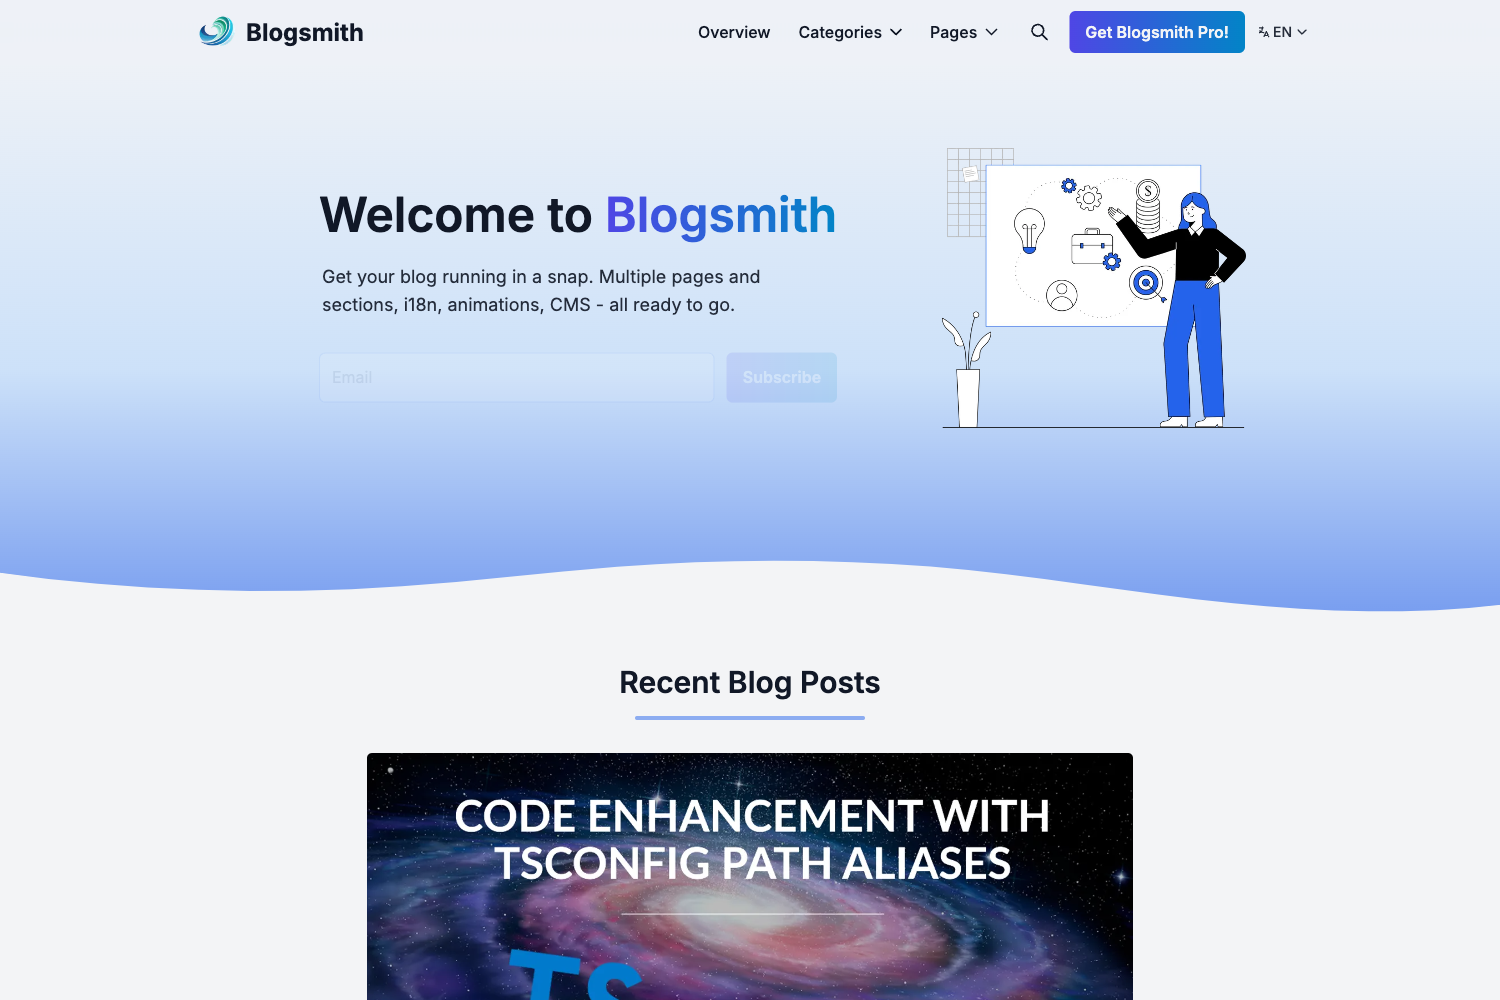 Blogsmith
Overview
Categories
Pages
Get Blogsmith Pro!
EN
Welcome to Blogsmith
Get your blog running in a snap. Multiple pages and
sections, i18n, animations, CMS - all ready to go.
Email
Subscribe
$
Recent Blog Posts
CODE ENHANCEMENT WITH
TSCONFIG PATH ALIASES
TS